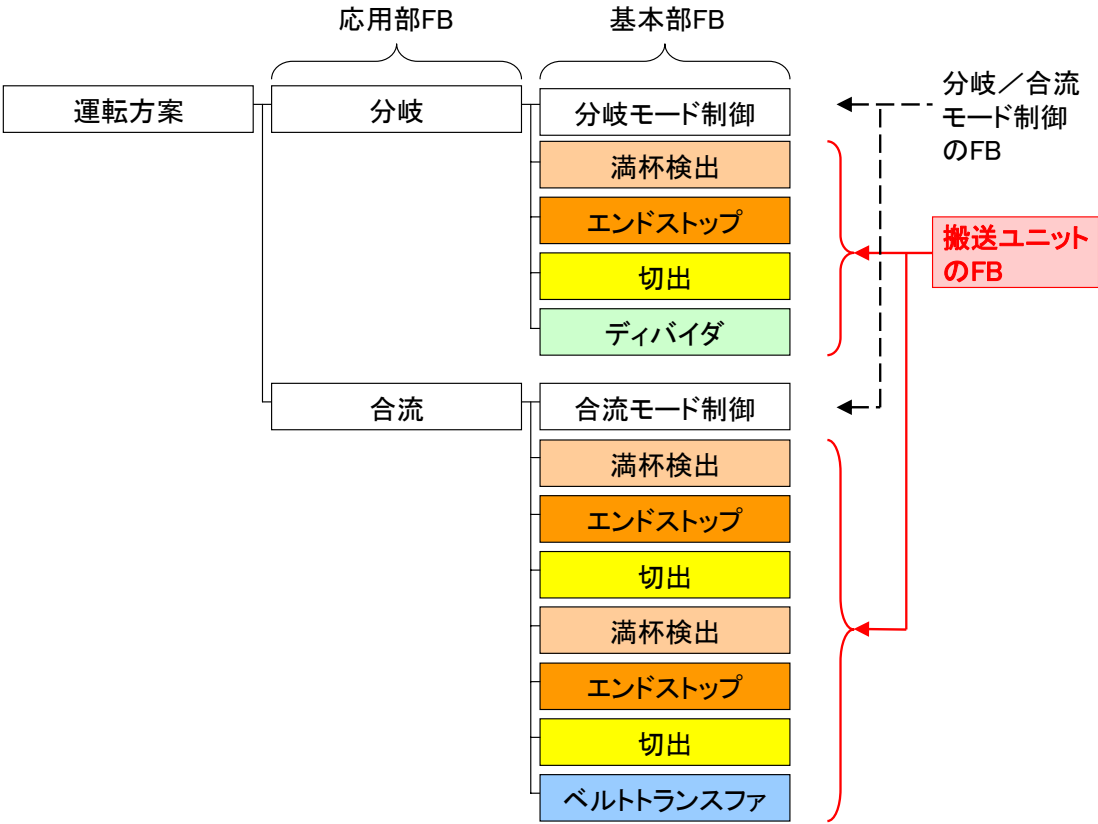 応用部FB
基本部FB
運転方案
分岐
分岐モード制御
満杯検出
エンドストップ
切出
ディバイダ
合流
合流モード制御
満杯検出
エンドストップ
切出
満杯検出
エンドストップ
切出
ベルトトランスファ
分岐／合流
モード制御
のFB
搬送ユニット
のFB